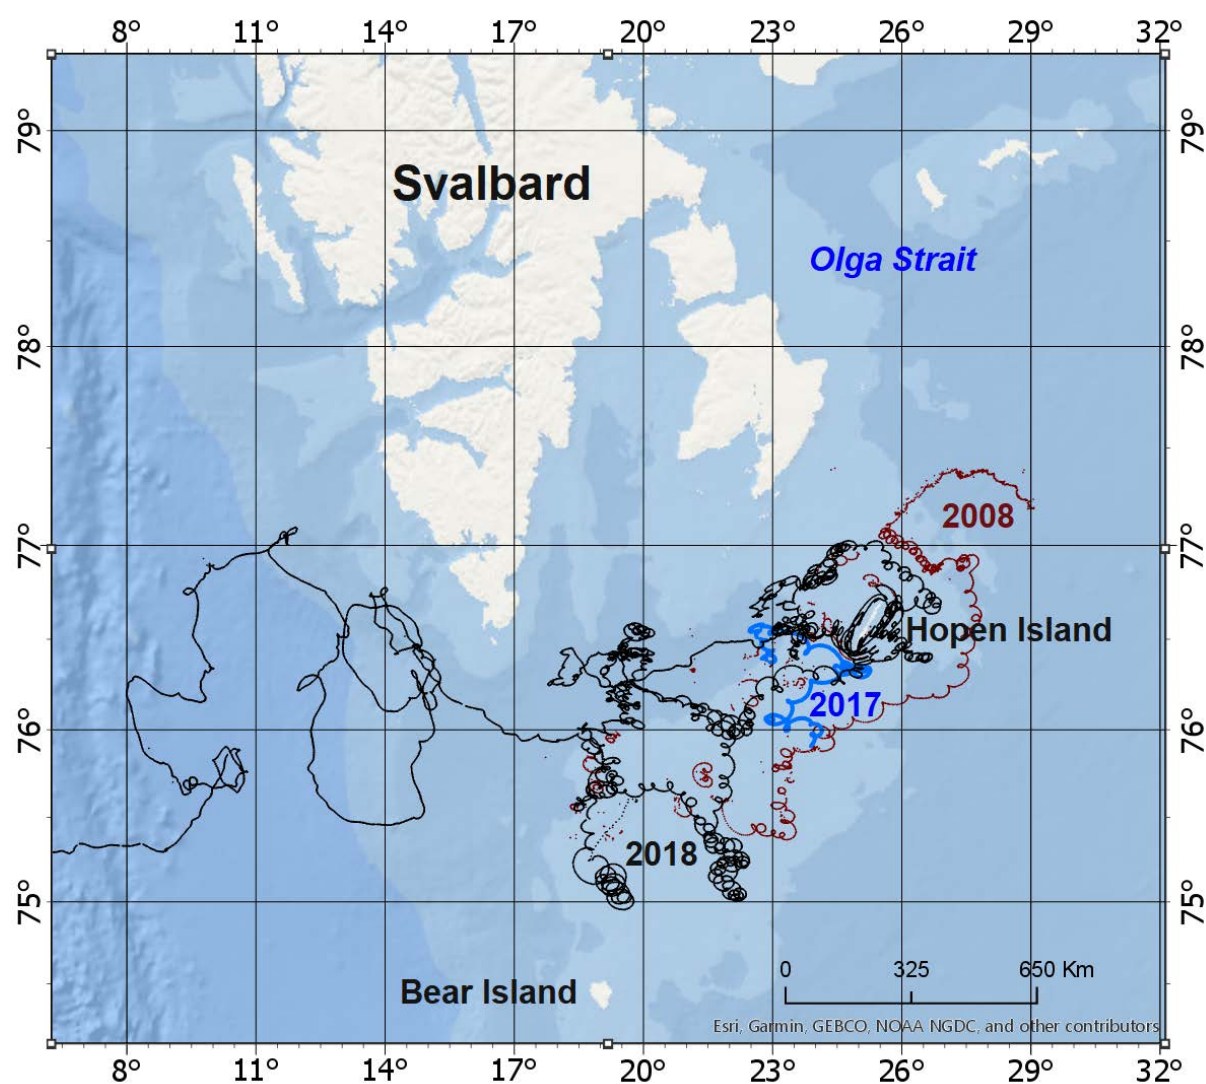 8° 11° 14° 17° 20° 23° 26° 29° 32°
79° 79°
Svalbard
Olga Strait
78° 78°
2008
77° 77°
Hopen Island
2017
76° 76°
2018
75° 75°
0 325 650 Km
Bear Island
Esri, Garmin, GEBCO, NOAA NGDC, and other contributors
8° 11° 14° 17° 20° 23° 26° 29° 32°